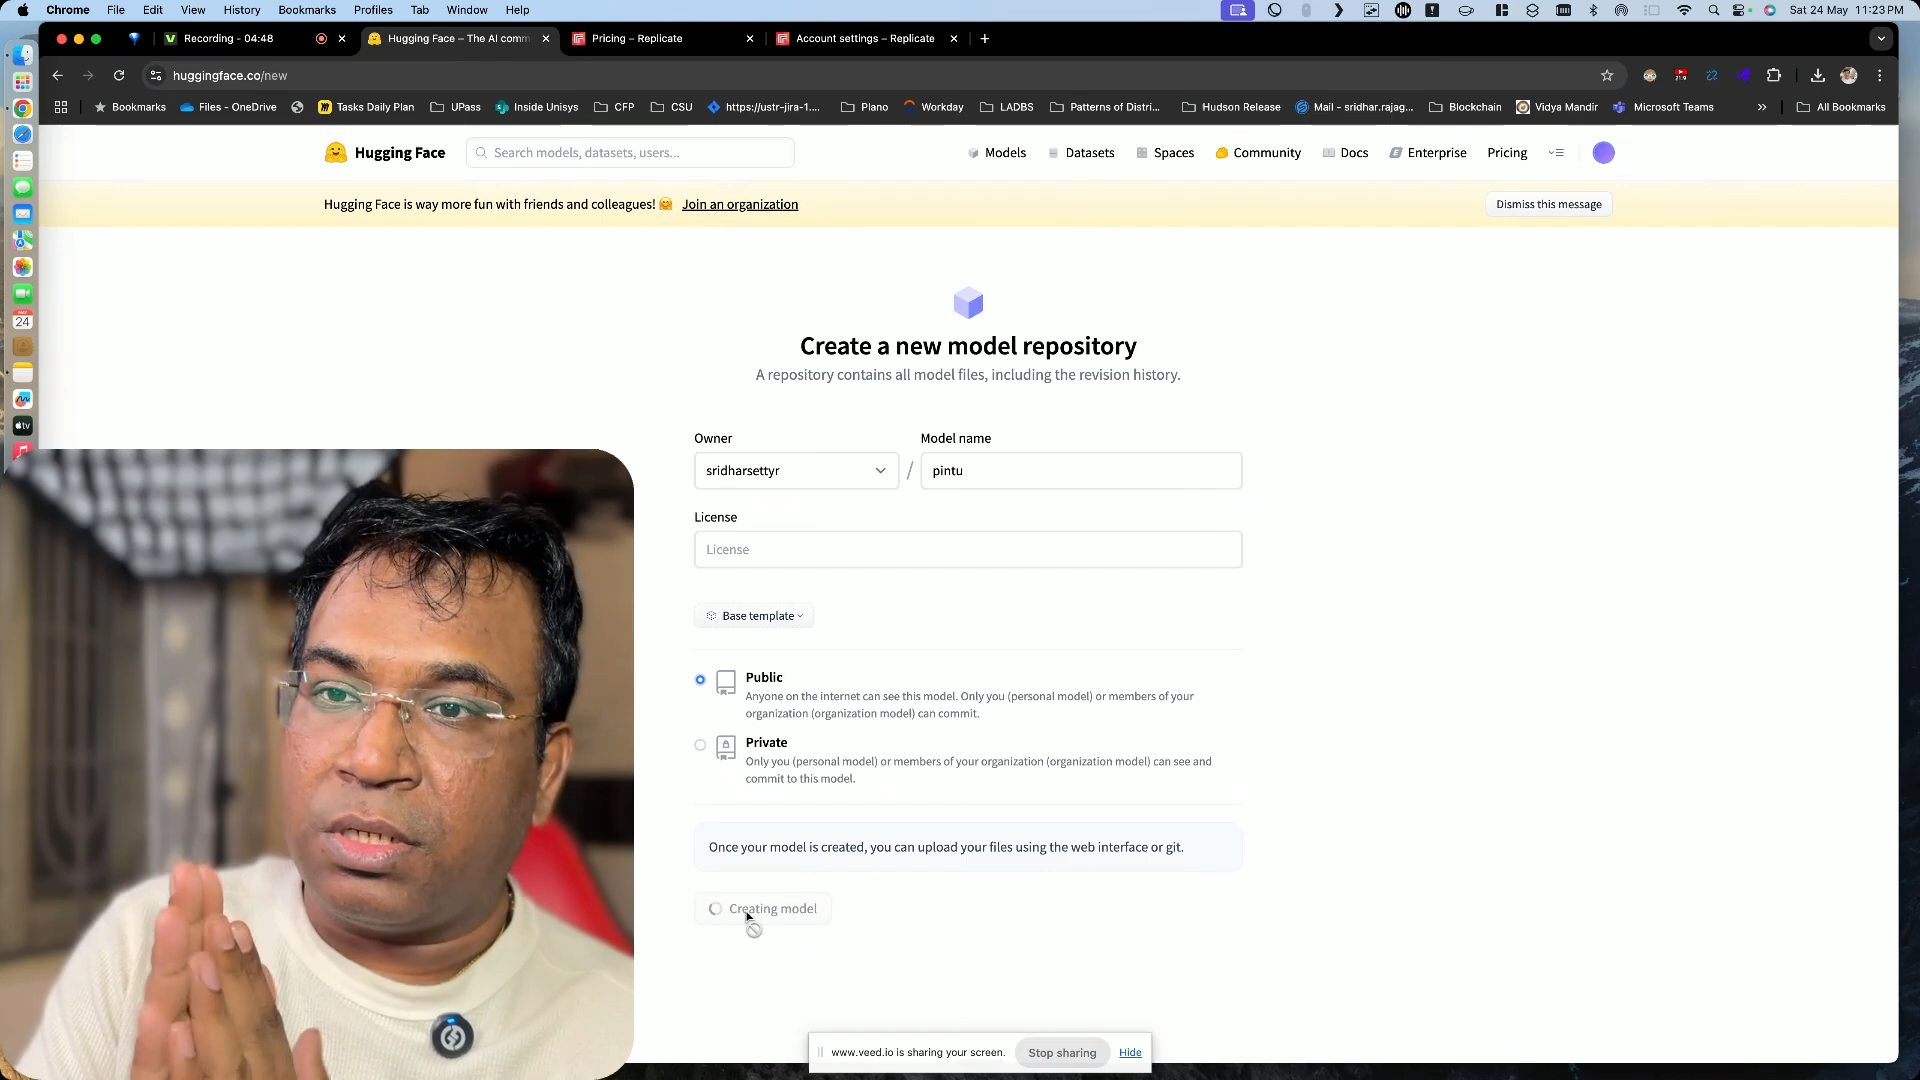 Chrome File Edit View History Bookmarks Profiles Tab Window Help Sat 24 May 11:23 PM
Recording - 04:48 Hugging Face – The AI comm Pricing – Replicate Account settings – Replicate
huggingface.co/new
21.9
Bookmarks Files - OneDrive Tasks Daily Plan UPass Inside Unisys CFP CSU https://ustr-jira-1.... Plano Workday LADBS Patterns of Distri... Hudson Release Mail - sridhar.rajag... Blockchain Vidya Mandir Microsoft Teams All Bookmarks
Hugging Face Search models, datasets, users... Models Datasets Spaces Community Docs Enterprise Pricing
Hugging Face is way more fun with friends and colleagues! 🤗 Join an organization Dismiss this message
24
tv
Create a new model repository
A repository contains all model files, including the revision history.
Owner Model name
sridharsettyr / pintu
License
License
Base template
Public
Anyone on the internet can see this model. Only you (personal model) or members of your
organization (organization model) can commit.
Private
Only you (personal model) or members of your organization (organization model) can see and
commit to this model.
Once your model is created, you can upload your files using the web interface or git.
Creating model
www.veed.io is sharing your screen. Stop sharing Hide